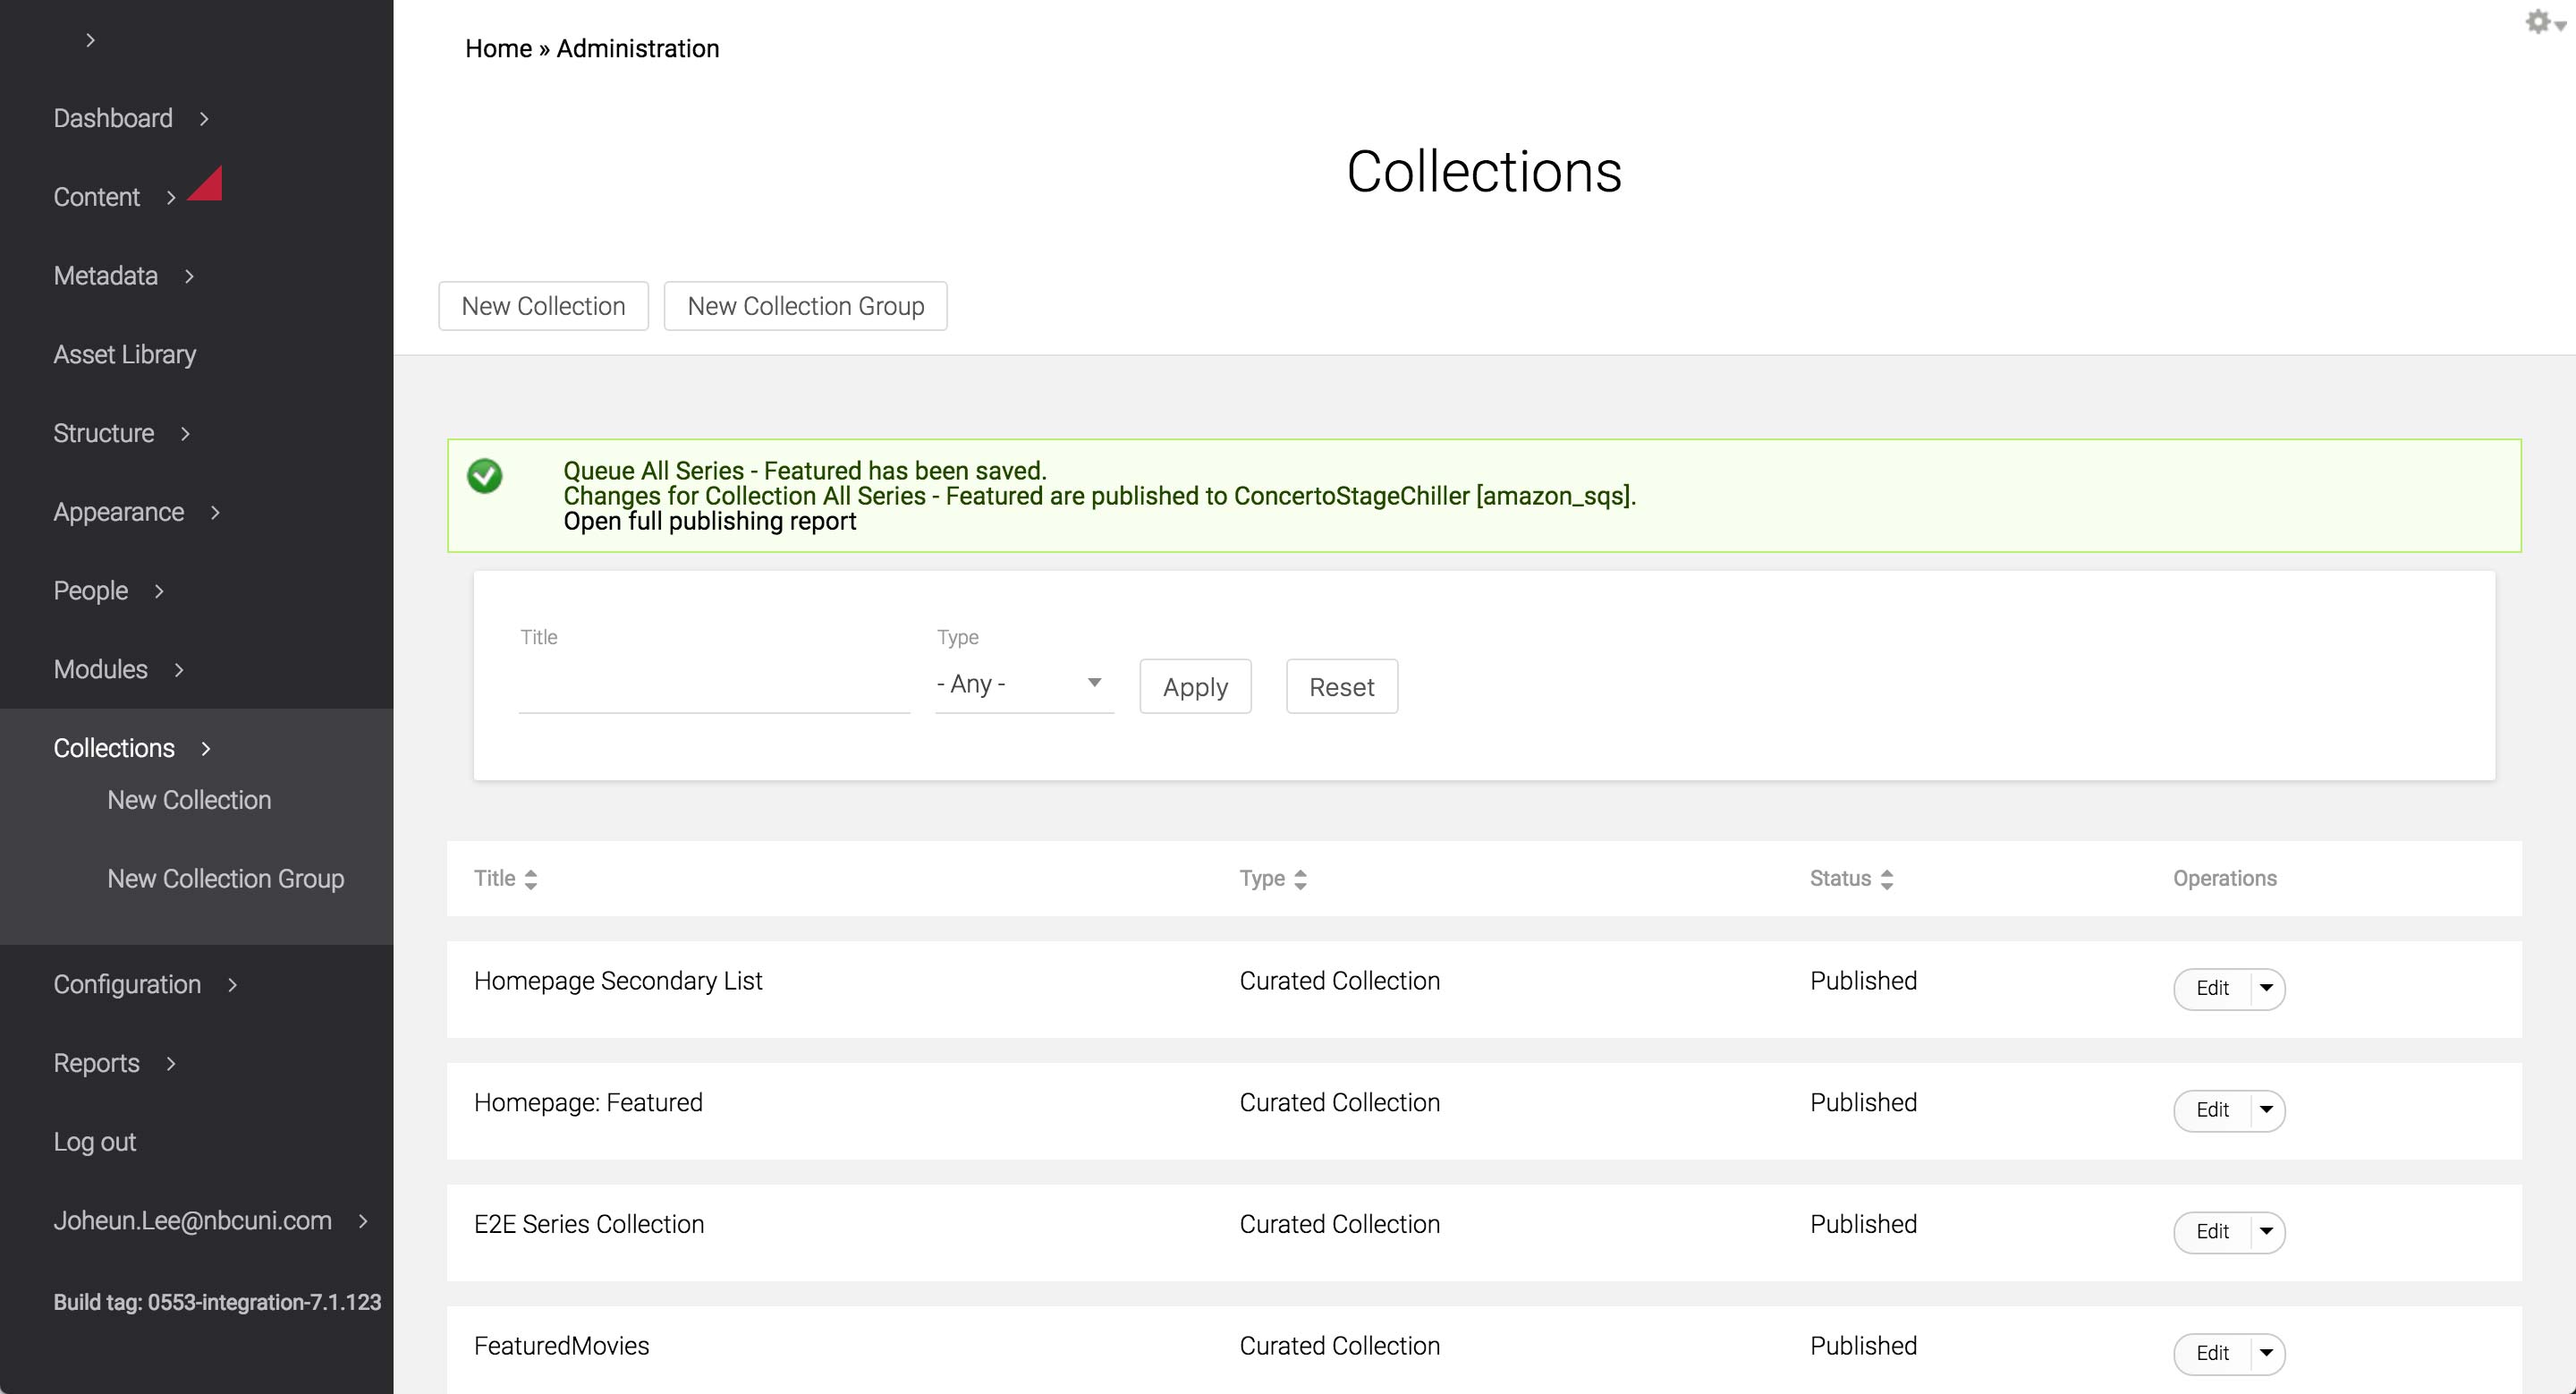 Dashboard
Content
Metadata
Asset Library
Structure
Appearance
People
Modules
Collections
New Collection
New Collection Group
Configuration
Reports
Log out
Joheun.Lee@nbcuni.com
Build tag: 0553-integration-7.1.123
Home » Administration
Collections
New Collection New Collection Group
Queue All Series - Featured has been saved.
Changes for Collection All Series - Featured are published to ConcertoStageChiller [amazon_sqs].
Open full publishing report
Title Type
- Any - Apply Reset
Title Type Status Operations
Homepage Secondary List Curated Collection Published Edit
Homepage: Featured Curated Collection Published Edit
E2E Series Collection Curated Collection Published Edit
FeaturedMovies Curated Collection Published Edit